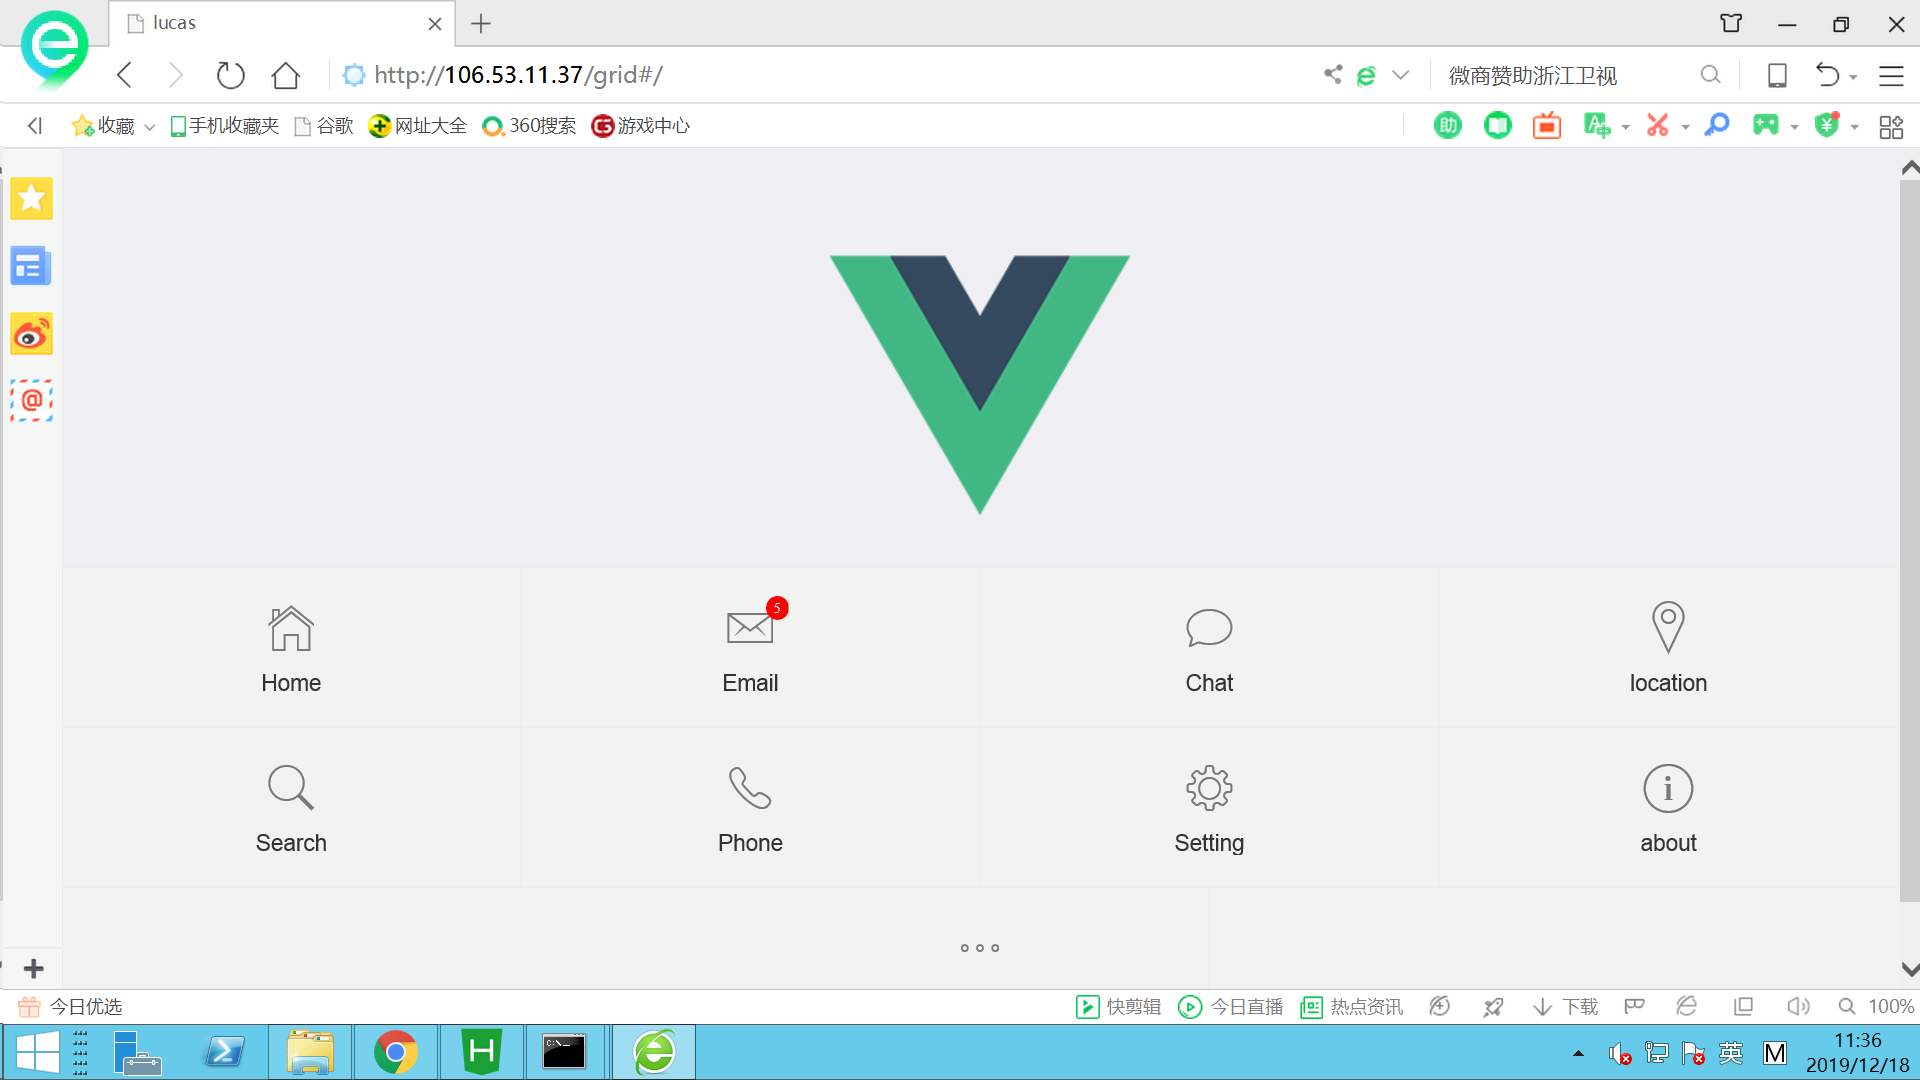 lucas
http://106.53.11.37/grid#/
微商赞助浙江卫视
收藏 手机收藏夹 谷歌 网址大全 360搜索 游戏中心
助
5
Home Email Chat location
Search Phone Setting about
今日优选 快剪辑 今日直播 热点资讯 下载 100%
英 M 11:36
2019/12/18